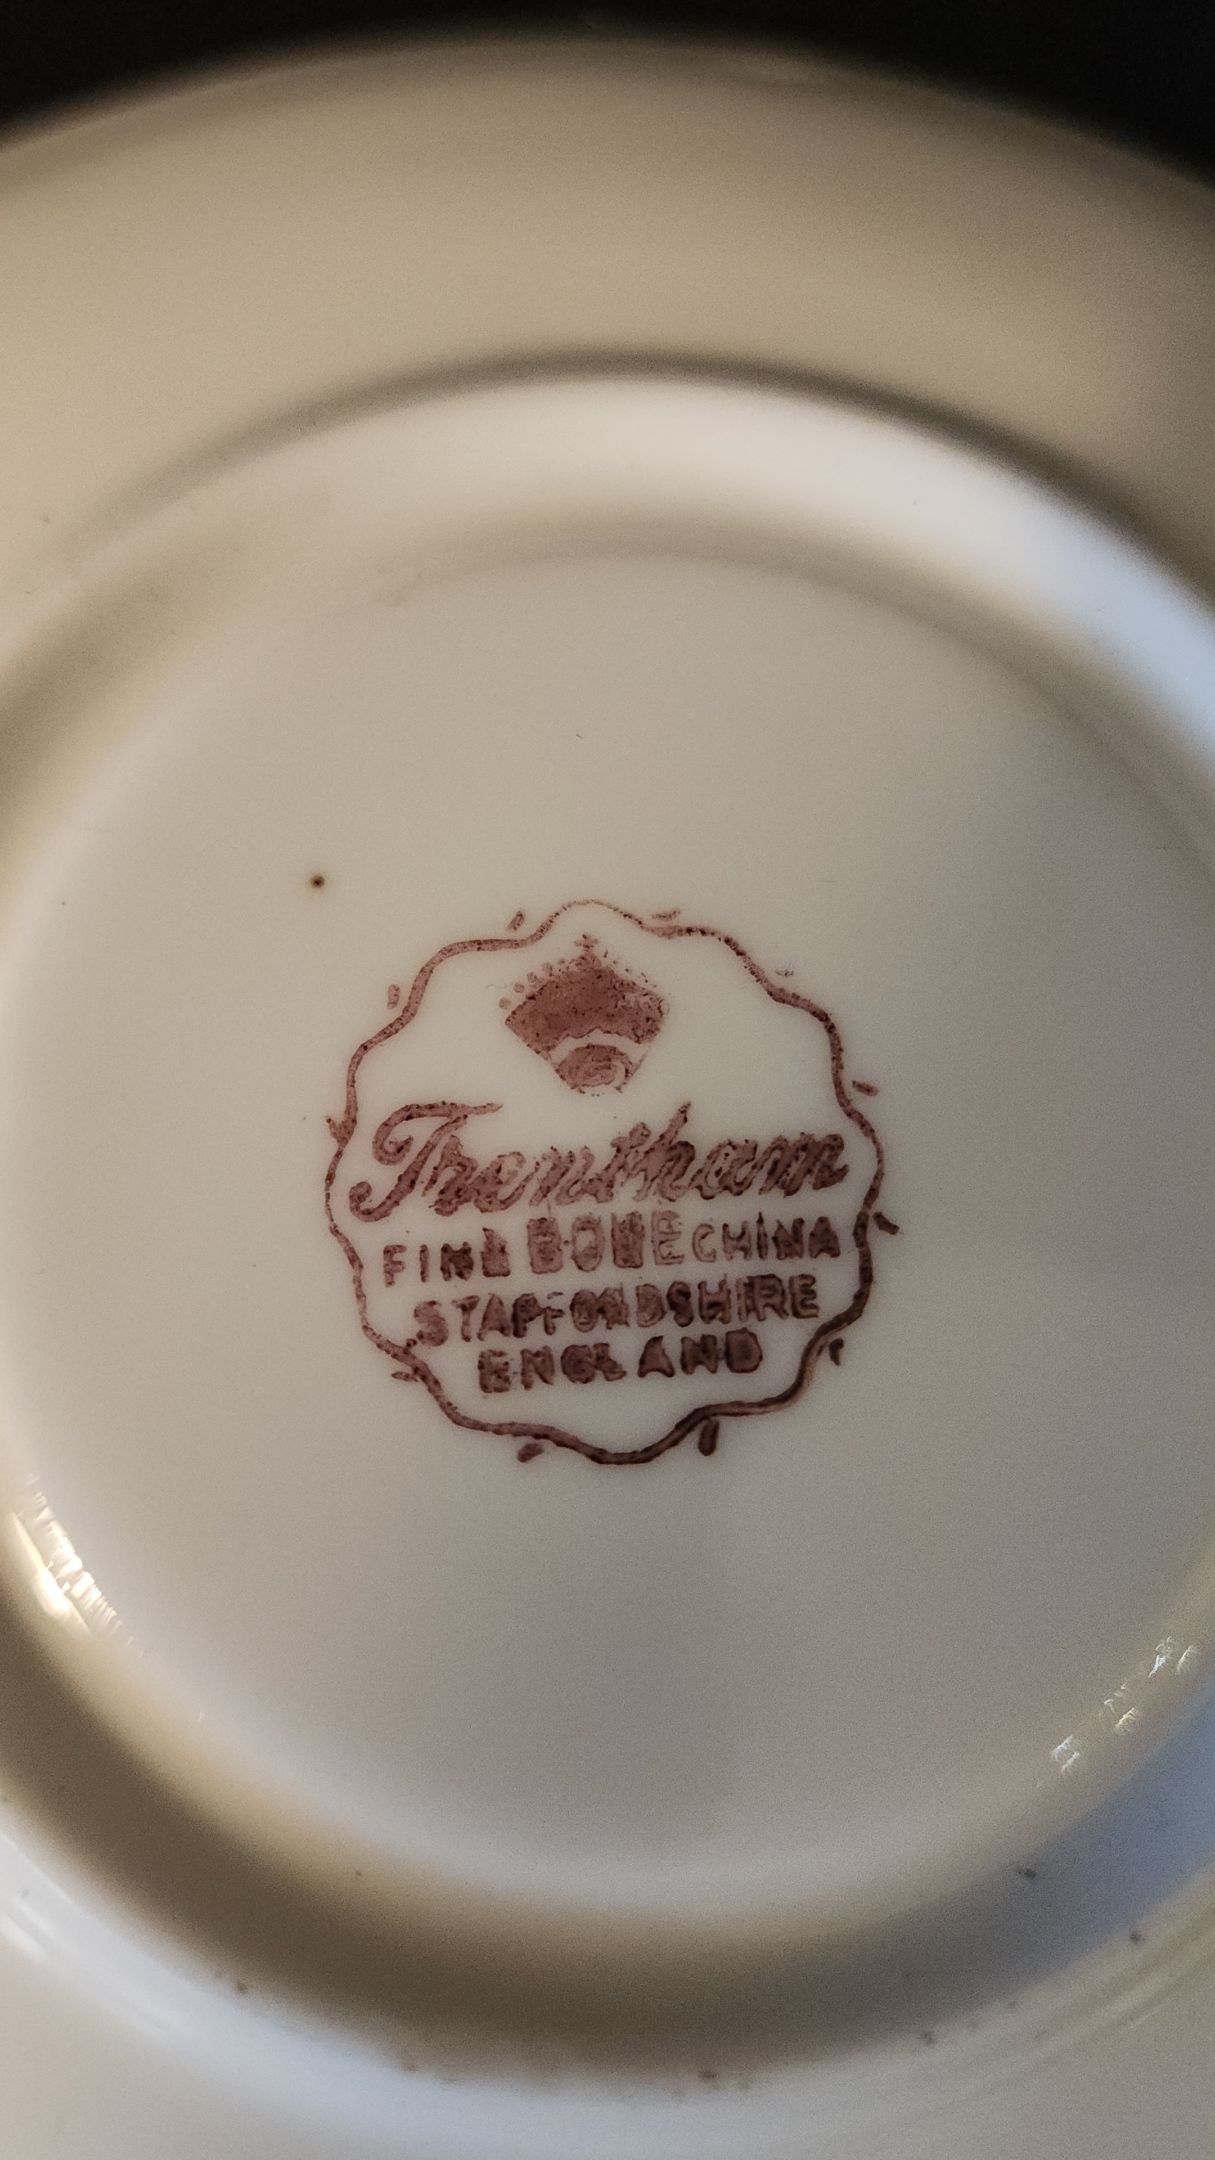 Trentham
FINE BONE CHINA
STAFFORDSHIRE
ENGLAND